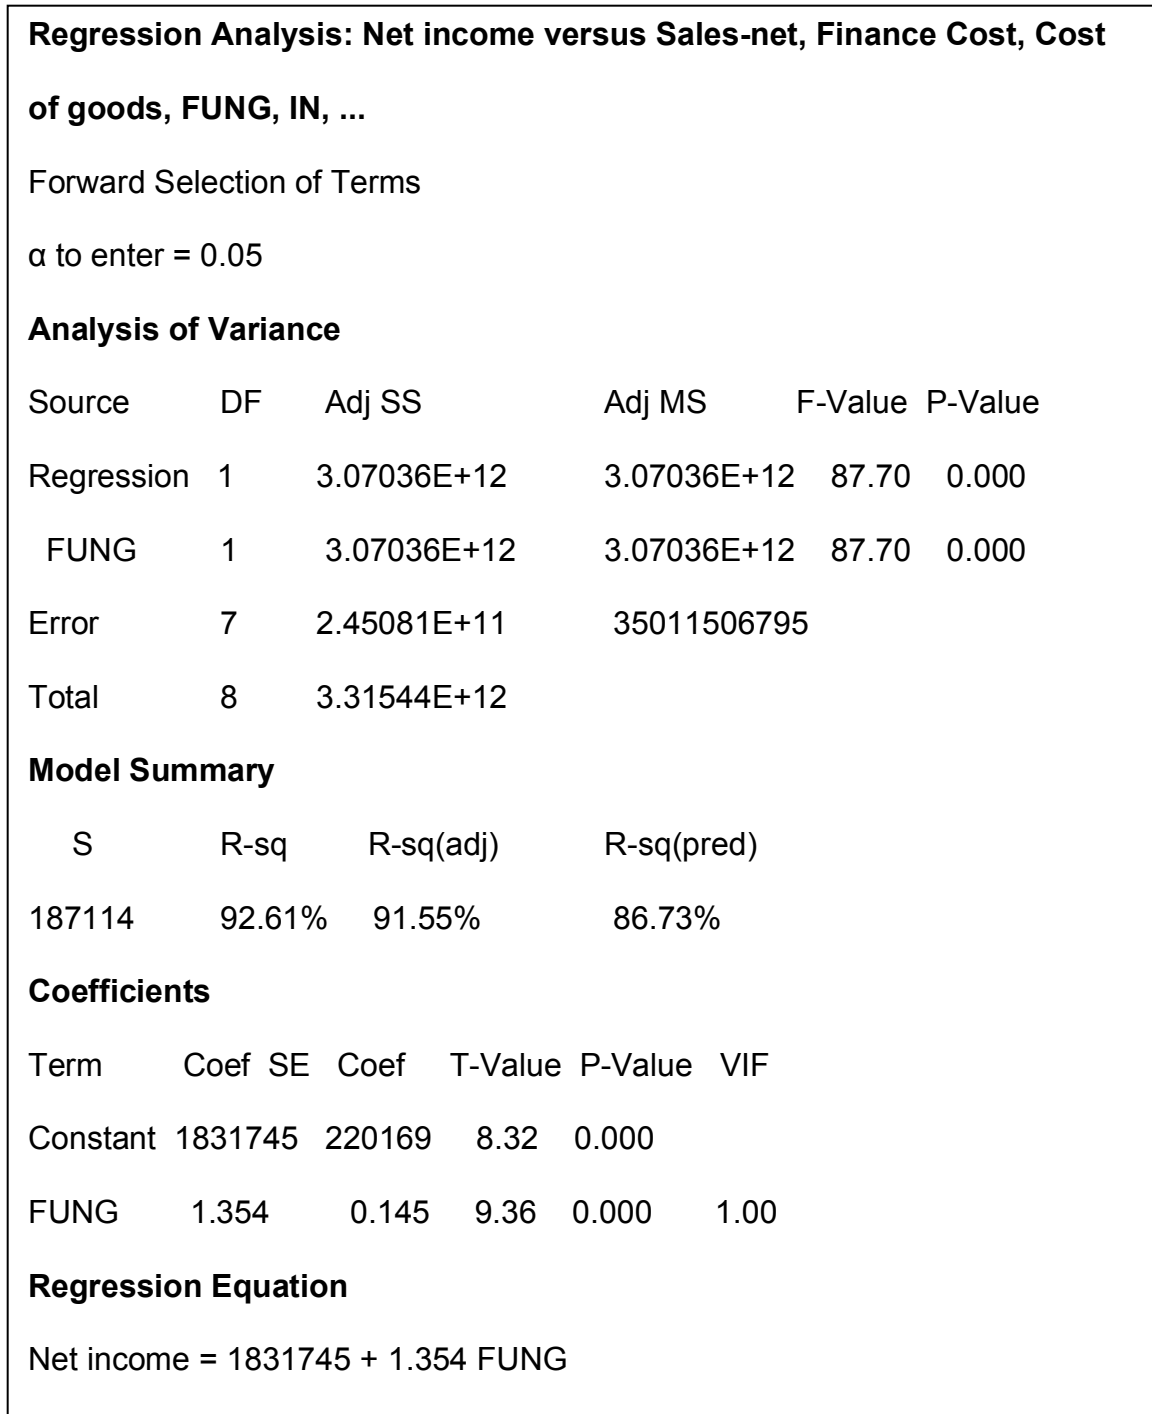 Regression Analysis: Net income versus Sales-net, Finance Cost, Cost
of goods, FUNG, IN, ...
Forward Selection of Terms
α to enter = 0.05
Analysis of Variance
Source DF Adj SS Adj MS F-Value P-Value
Regression 1 3.07036E+12 3.07036E+12 87.70 0.000
FUNG 1 3.07036E+12 3.07036E+12 87.70 0.000
Error 7 2.45081E+11 35011506795
Total 8 3.31544E+12
Model Summary
S R-sq R-sq(adj) R-sq(pred)
187114 92.61% 91.55% 86.73%
Coefficients
Term Coef SE Coef T-Value P-Value VIF
Constant 1831745 220169 8.32 0.000
FUNG 1.354 0.145 9.36 0.000 1.00
Regression Equation
Net income = 1831745 + 1.354 FUNG